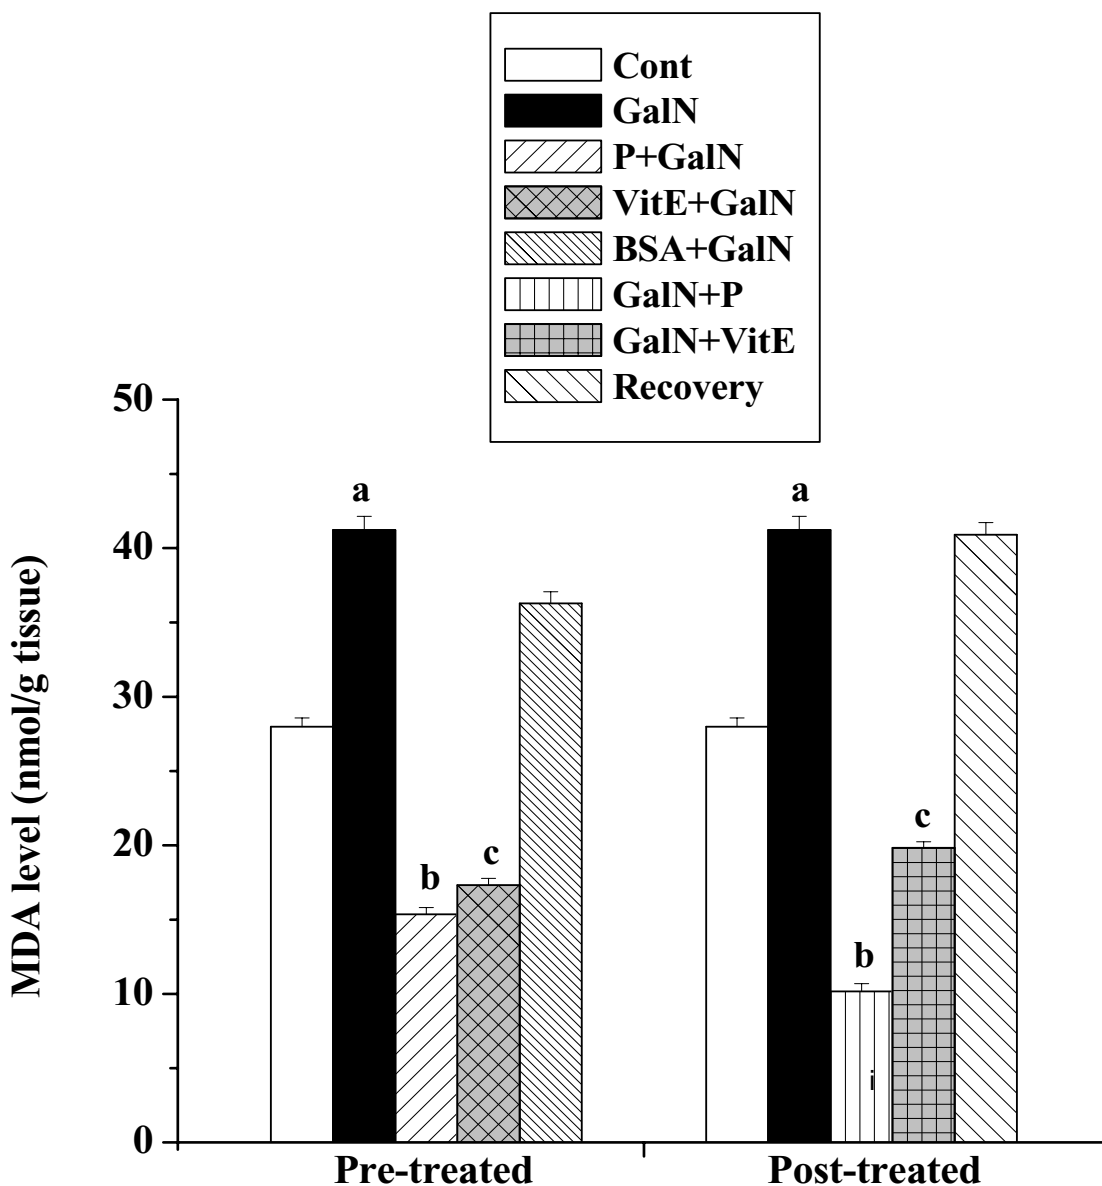 Cont
GalN
P+GalN
VitE+GalN
BSA+GalN
GalN+P
GalN+VitE
Recovery
50
40
30
20
10
0
MDA level (nmol/g tissue)
a
b
c
a
b
c
i
Pre-treated
Post-treated